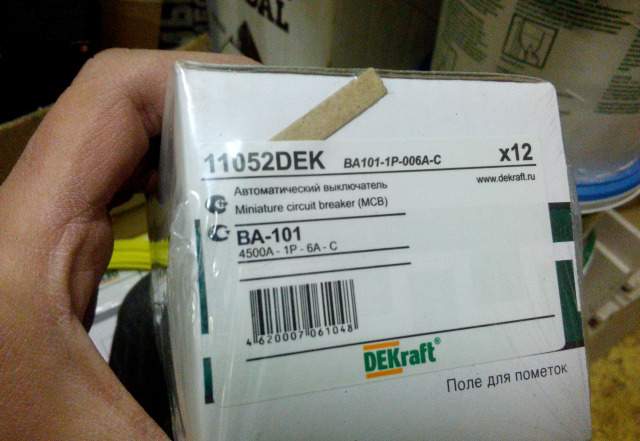 11052DEK BA101-1P-006A-C x12
Автоматический выключатель www.dekraft.ru
Miniature circuit breaker (MCB)
BA-101
4500A - 1P - 6A - C
4620007061048
DEKraft®
Поле для пометок